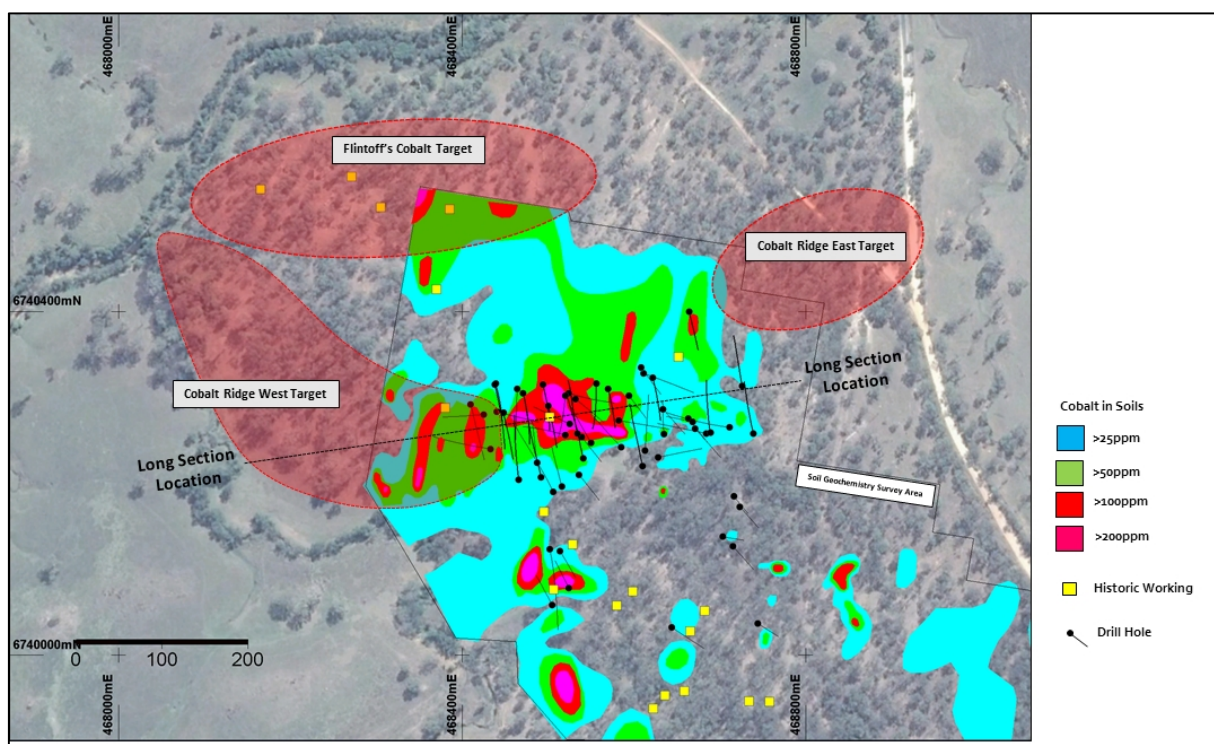 468000mE
468400mE
468800mE
Flintoff's Cobalt Target
Cobalt Ridge East Target
6740400mN
Cobalt Ridge West Target
Long Section
Location
Long Section
Location
Soil Geochemistry Survey Area
Cobalt in Soils
>25ppm
>50ppm
>100ppm
>200ppm
Historic Working
Drill Hole
6740000mN
0 100 200
468000mE
468400mE
468800mE